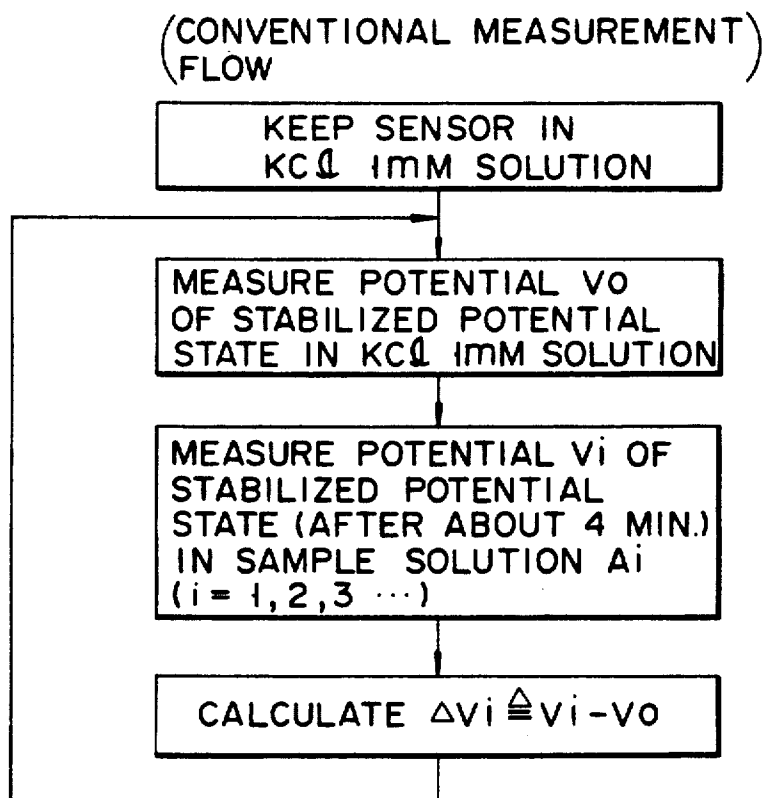 (CONVENTIONAL MEASUREMENT
FLOW)
KEEP SENSOR IN
KCl 1mM SOLUTION
MEASURE POTENTIAL Vo
OF STABILIZED POTENTIAL
STATE IN KCl 1mM SOLUTION
MEASURE POTENTIAL Vi OF
STABILIZED POTENTIAL
STATE (AFTER ABOUT 4 MIN.)
IN SAMPLE SOLUTION Ai
(i = 1, 2, 3 ...)
CALCULATE △Vi ≙ Vi - Vo